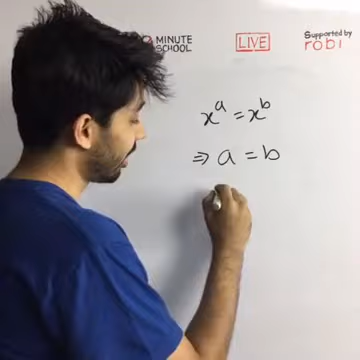 MINUTE
SCHOOL
LIVE
Supported by
robi
xᵃ = xᵇ
⇒ a = b